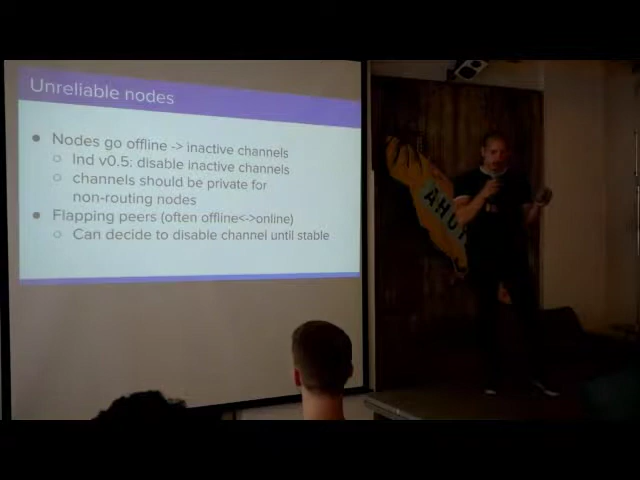 Unreliable nodes
● Nodes go offline -> inactive channels
○ lnd v0.5: disable inactive channels
○ channels should be private for
non-routing nodes
● Flapping peers (often offline<->online)
○ Can decide to disable channel until stable